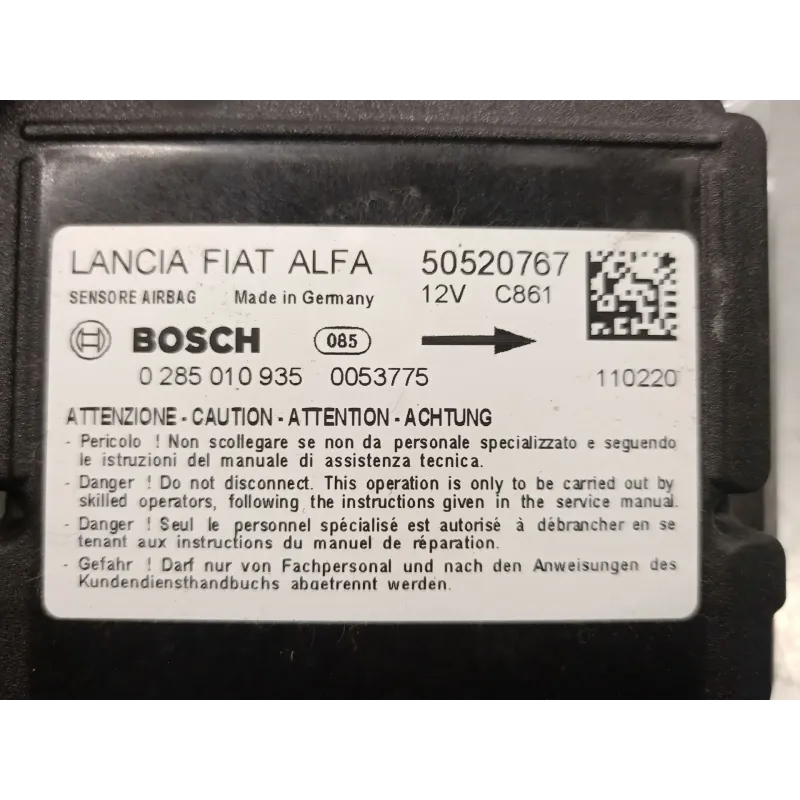 LANCIA FIAT ALFA 50520767
SENSORE AIRBAG Made in Germany 12V C861
BOSCH 085
0 285 010 935 0053775 110220
ATTENZIONE - CAUTION - ATTENTION - ACHTUNG
- Pericolo ! Non scollegare se non da personale specializzato e seguendo
le istruzioni del manuale di assistenza tecnica.
- Danger ! Do not disconnect. This operation is only to be carried out by
skilled operators, following the instructions given in the service manual.
- Danger ! Seul le personnel spécialisé est autorisé à débrancher en se
tenant aux instructions du manuel de réparation.
- Gefahr ! Darf nur von Fachpersonal und nach den Anweisungen des
Kundendiensthandbuchs abgetrennt werden.